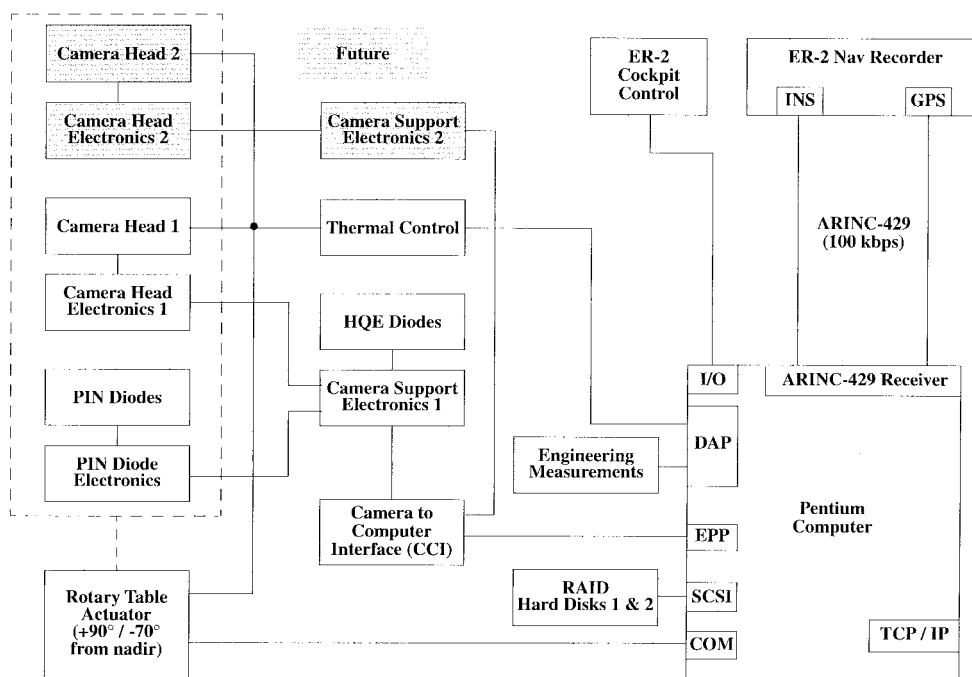 Camera Head 2
Future
ER-2
Cockpit
Control
ER-2 Nav Recorder
INS
GPS
Camera Head
Electronics 2
Camera Support
Electronics 2
Camera Head 1
Thermal Control
ARINC-429
(100 kbps)
Camera Head
Electronics 1
HQE Diodes
I/O
ARINC-429 Receiver
PIN Diodes
Camera Support
Electronics 1
DAP
PIN Diode
Electronics
Engineering
Measurements
Camera to
Computer
Interface (CCI)
EPP
Pentium
Computer
Rotary Table
Actuator
(+90° / -70°
from nadir)
RAID
Hard Disks 1 & 2
SCSI
COM
TCP / IP